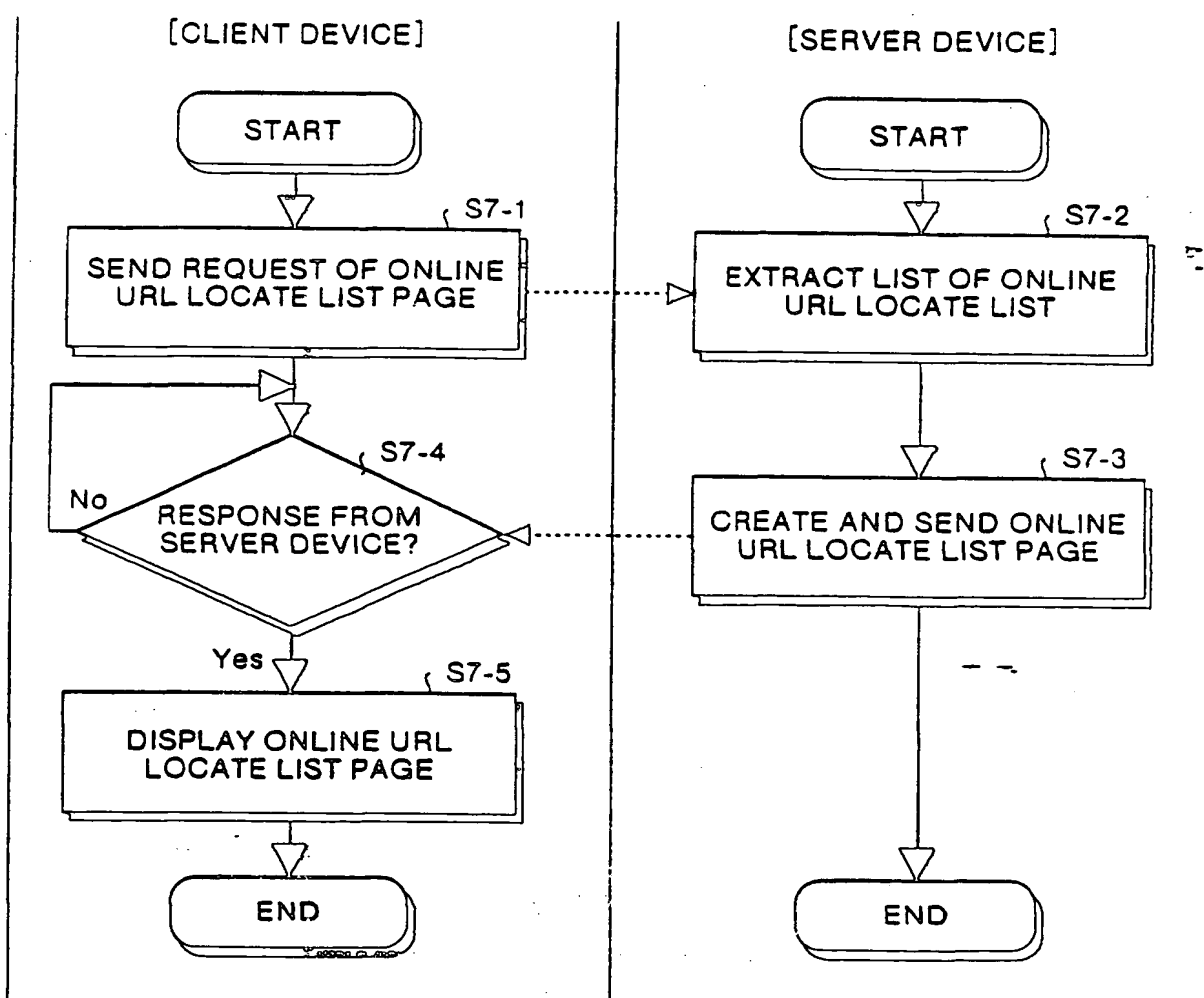 [CLIENT DEVICE]
START
S7-1
SEND REQUEST OF ONLINE
URL LOCATE LIST PAGE
S7-4
No
RESPONSE FROM
SERVER DEVICE?
Yes
S7-5
DISPLAY ONLINE URL
LOCATE LIST PAGE
END
[SERVER DEVICE]
START
S7-2
EXTRACT LIST OF ONLINE
URL LOCATE LIST
S7-3
CREATE AND SEND ONLINE
URL LOCATE LIST PAGE
END